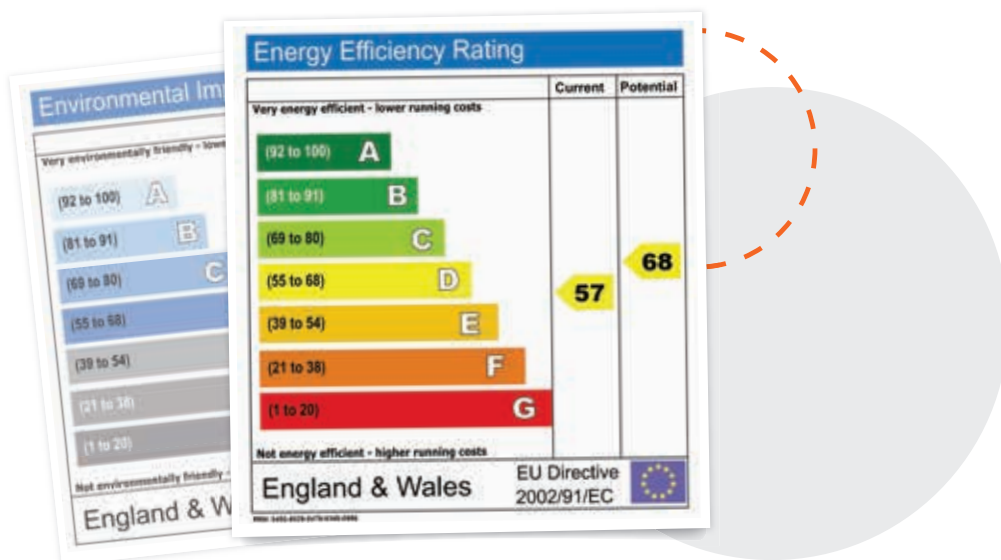 Environmental Im
Very environmentally friendly - lowe
(92 to 100) A
(81 to 91) B
(69 to 80) C
(55 to 68)
(39 to 54)
(21 to 38)
(1 to 20)
Not environmentally friendly -
England & W
Energy Efficiency Rating
Current Potential
Very energy efficient - lower running costs
(92 to 100) A
(81 to 91) B
(69 to 80) C
(55 to 68) D
(39 to 54) E
(21 to 38) F
(1 to 20) G
57
68
Not energy efficient - higher running costs
England & Wales
EU Directive
2002/91/EC